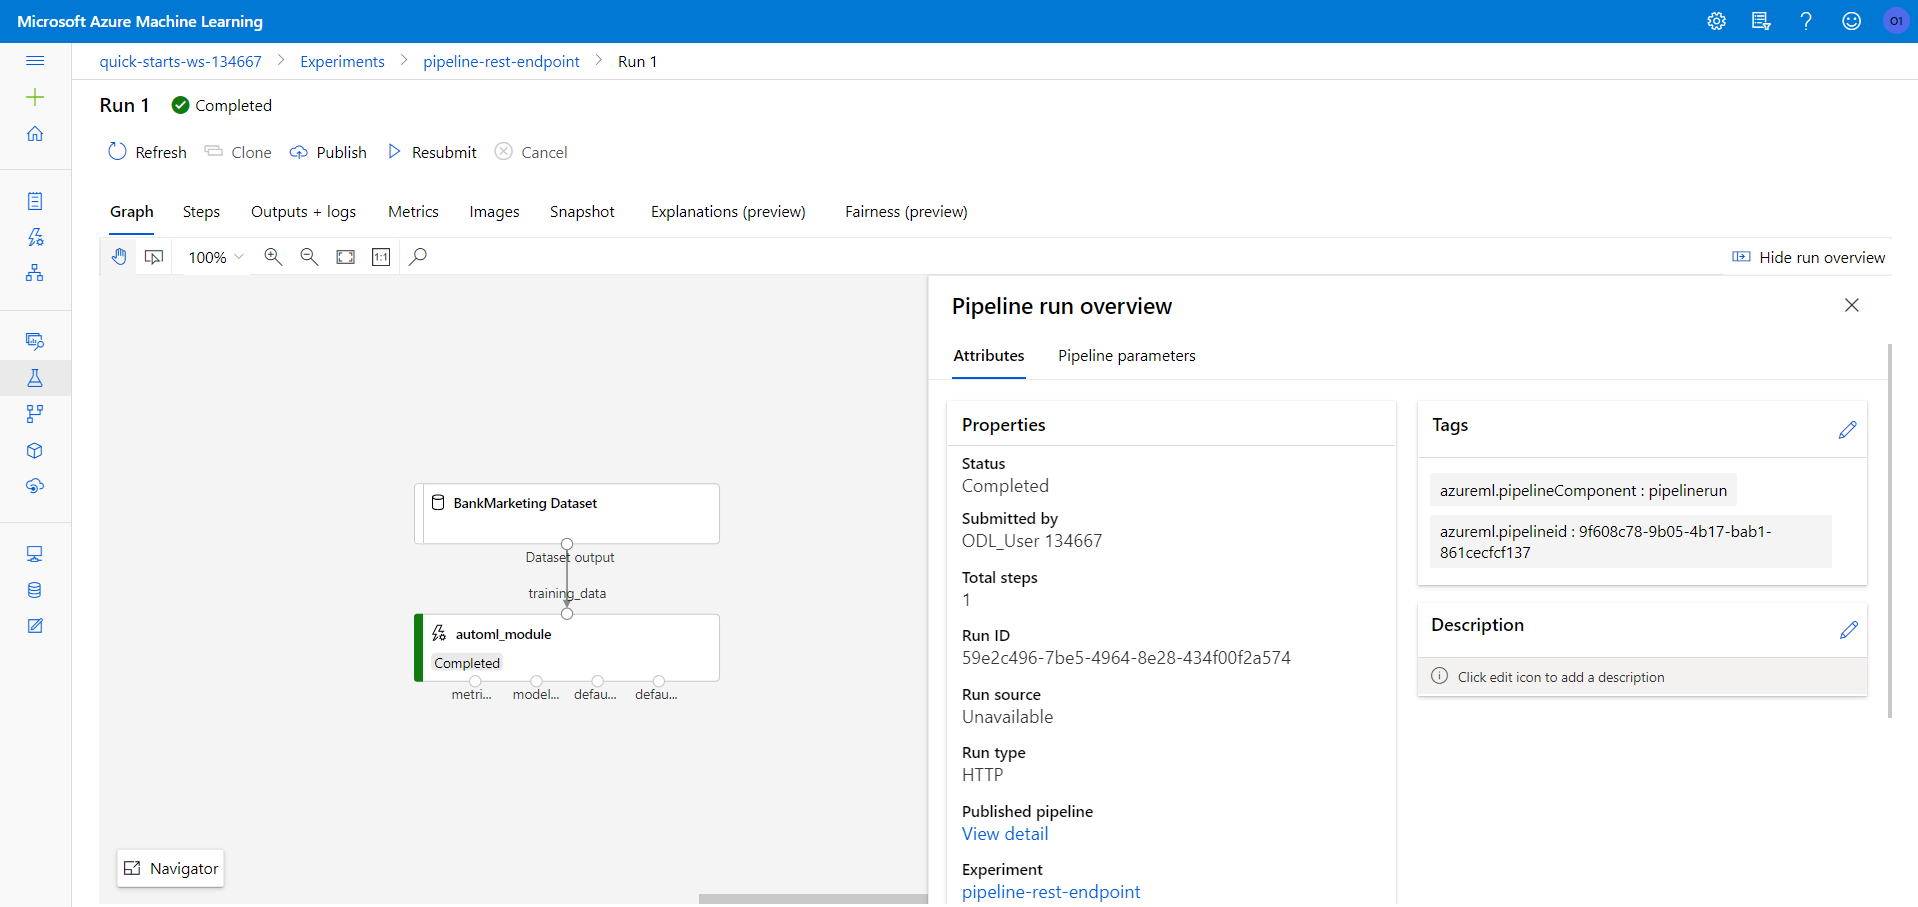 Microsoft Azure Machine Learning
O1
quick-starts-ws-134667 > Experiments > pipeline-rest-endpoint > Run 1
Run 1 Completed
Refresh Clone Publish Resubmit Cancel
Graph Steps Outputs + logs Metrics Images Snapshot Explanations (preview) Fairness (preview)
100% 1:1 Hide run overview
BankMarketing Dataset
Dataset output
training_data
automl_module
Completed
metri... model... defau... defau...
Navigator
Pipeline run overview
Attributes Pipeline parameters
Properties
Status
Completed
Submitted by
ODL_User 134667
Total steps
1
Run ID
59e2c496-7be5-4964-8e28-434f00f2a574
Run source
Unavailable
Run type
HTTP
Published pipeline
View detail
Experiment
pipeline-rest-endpoint
Tags
azureml.pipelineComponent : pipelinerun
azureml.pipelineid : 9f608c78-9b05-4b17-bab1-
861cecfcf137
Description
Click edit icon to add a description